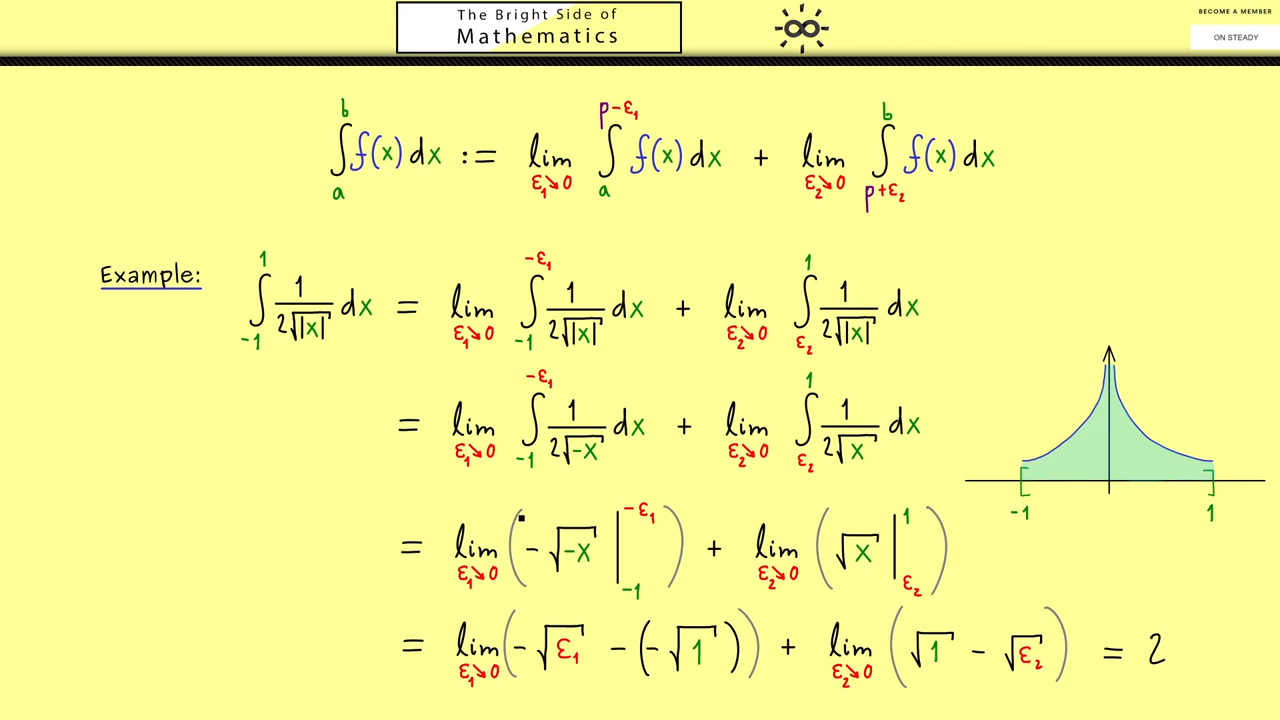 The Bright Side of
Mathematics
BECOME A MEMBER
ON STEADY
∫_a^b f(x) dx := lim_{ε₁↘0} ∫_a^{p-ε₁} f(x) dx + lim_{ε₂↘0} ∫_{p+ε₂}^b f(x) dx
Example: ∫_{-1}^1 1/(2√|x|) dx = lim_{ε₁↘0} ∫_{-1}^{-ε₁} 1/(2√|x|) dx + lim_{ε₂↘0} ∫_{ε₂}^1 1/(2√|x|) dx
= lim_{ε₁↘0} ∫_{-1}^{-ε₁} 1/(2√-x) dx + lim_{ε₂↘0} ∫_{ε₂}^1 1/(2√x) dx
-1 1
= lim_{ε₁↘0} (-√-x |_{-1}^{-ε₁}) + lim_{ε₂↘0} (√x |_{ε₂}^1)
= lim_{ε₁↘0} (-√ε₁ - (-√1)) + lim_{ε₂↘0} (√1 - √ε₂) = 2